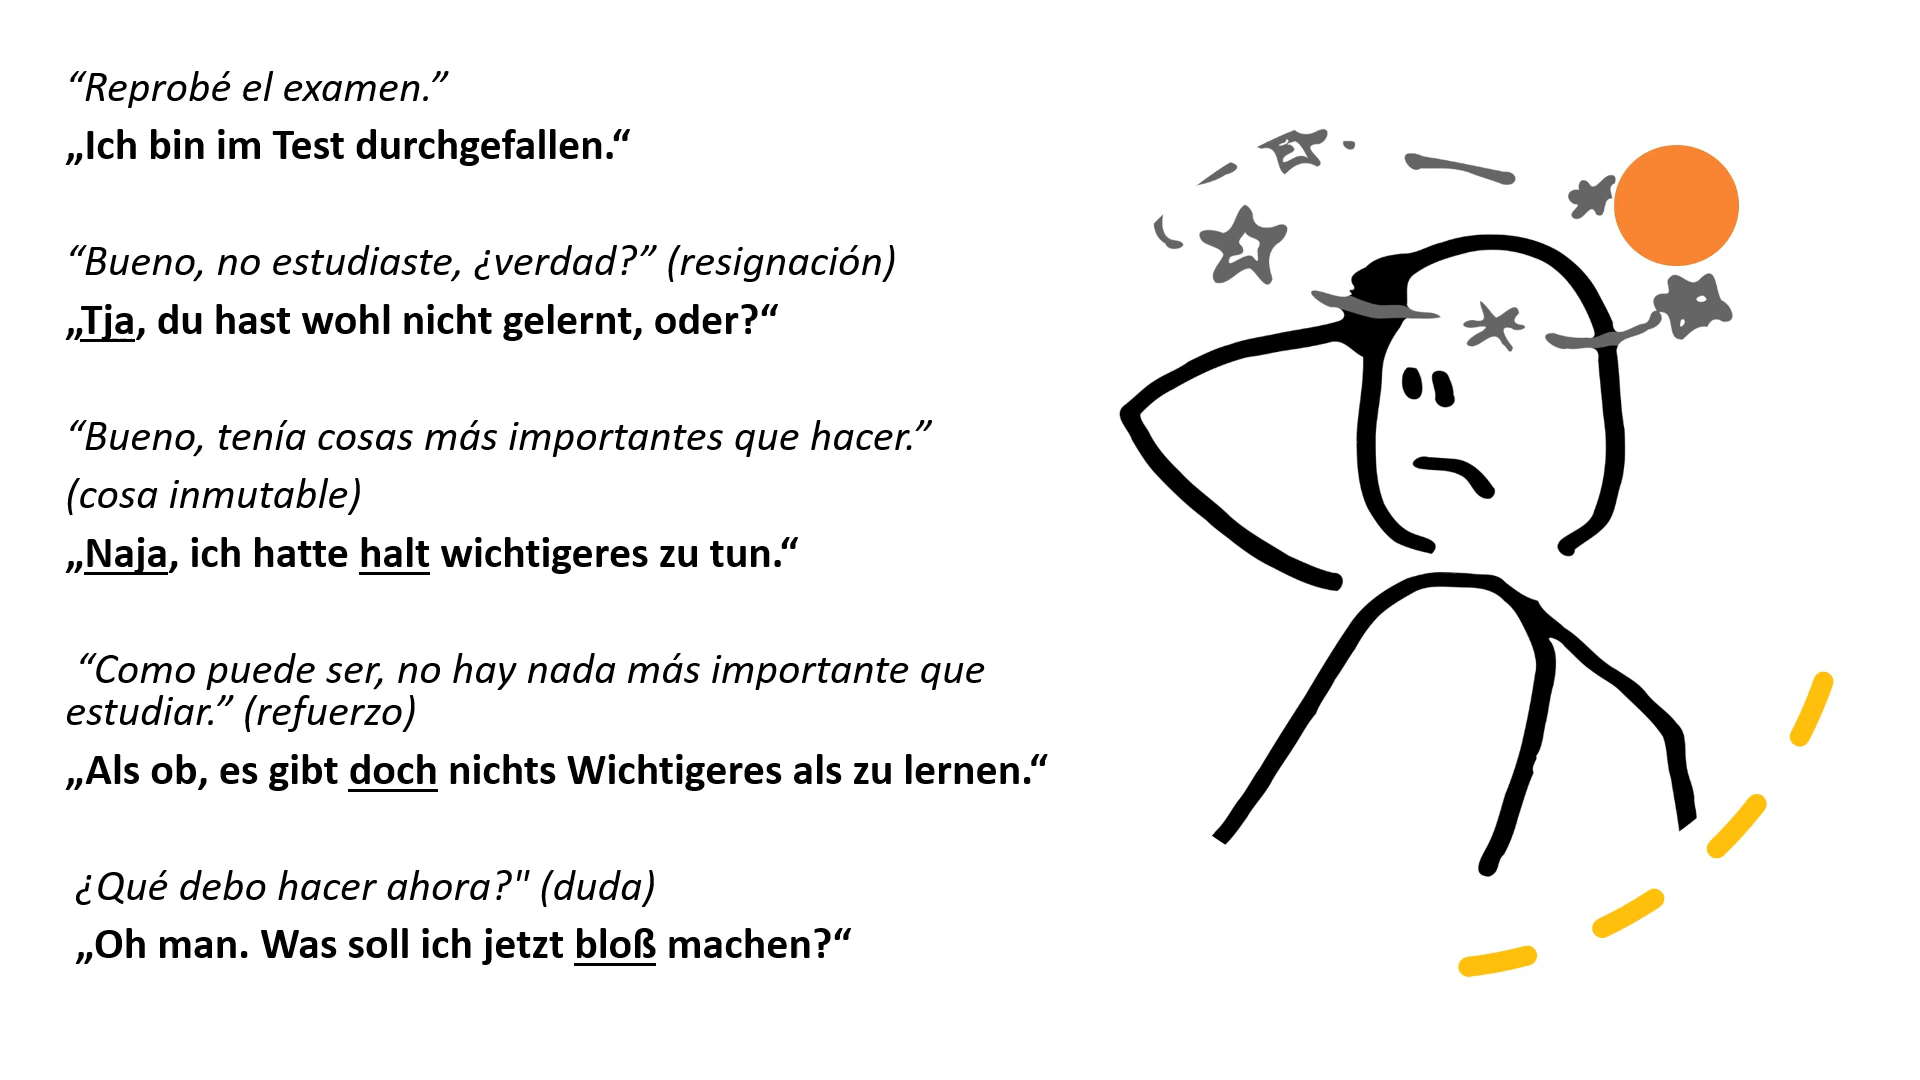 “Reprobé el examen.”
„Ich bin im Test durchgefallen.“
“Bueno, no estudiaste, ¿verdad?” (resignación)
„Tja, du hast wohl nicht gelernt, oder?“
“Bueno, tenía cosas más importantes que hacer.”
(cosa inmutable)
„Naja, ich hatte halt wichtigeres zu tun.“
“Como puede ser, no hay nada más importante que
estudiar.” (refuerzo)
„Als ob, es gibt doch nichts Wichtigeres als zu lernen.“
¿Qué debo hacer ahora?" (duda)
„Oh man. Was soll ich jetzt bloß machen?“